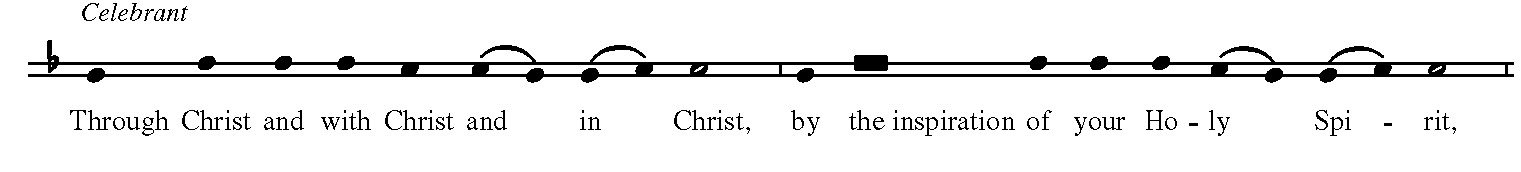 Celebrant
Through Christ and with Christ and in Christ, by the inspiration of your Ho - ly Spi - rit,